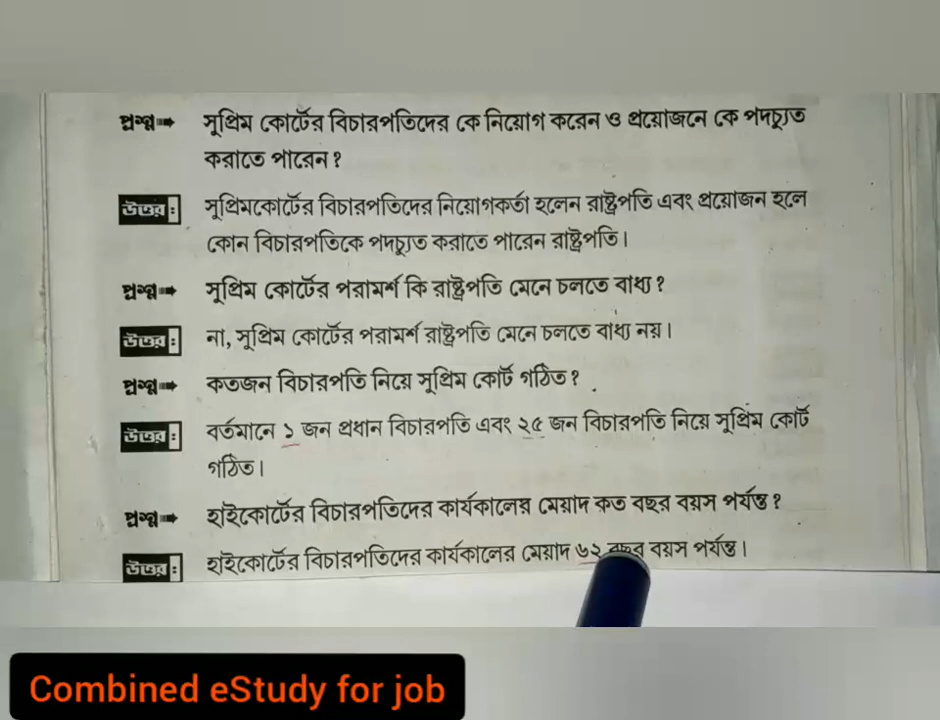 প্রশ্ন➠ সুপ্রিম কোর্টের বিচারপতিদের কে নিয়োগ করেন ও প্রয়োজনে কে পদচ্যুত
করাতে পারেন ?
উত্তর : সুপ্রিমকোর্টের বিচারপতিদের নিয়োগকর্তা হলেন রাষ্ট্রপতি এবং প্রয়োজন হলে
কোন বিচারপতিকে পদচ্যুত করাতে পারেন রাষ্ট্রপতি।
প্রশ্ন➠ সুপ্রিম কোর্টের পরামর্শ কি রাষ্ট্রপতি মেনে চলতে বাধ্য ?
উত্তর : না, সুপ্রিম কোর্টের পরামর্শ রাষ্ট্রপতি মেনে চলতে বাধ্য নয়।
প্রশ্ন➠ কতজন বিচারপতি নিয়ে সুপ্রিম কোর্ট গঠিত ?
উত্তর : বর্তমানে ১ জন প্রধান বিচারপতি এবং ২৫ জন বিচারপতি নিয়ে সুপ্রিম কোর্ট
গঠিত।
প্রশ্ন➠ হাইকোর্টের বিচারপতিদের কার্যকালের মেয়াদ কত বছর বয়স পর্যন্ত ?
উত্তর : হাইকোর্টের বিচারপতিদের কার্যকালের মেয়াদ ৬২ বছর বয়স পর্যন্ত।
Combined eStudy for job